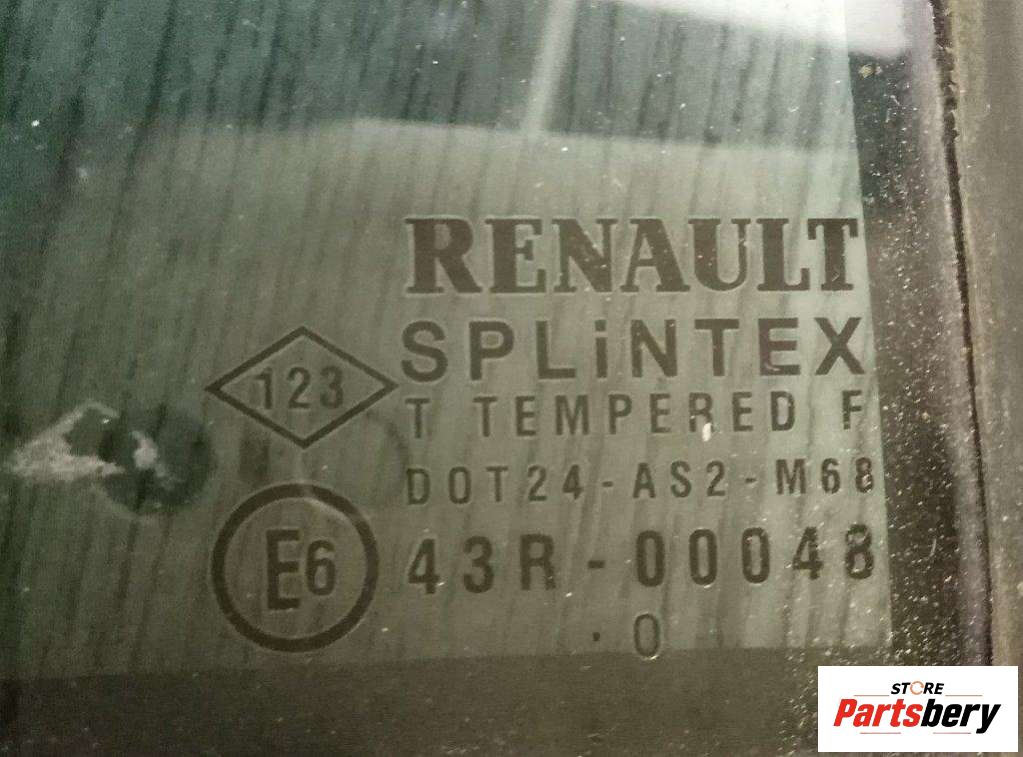 RENAULT
SPLiNTEX
123
T TEMPERED F
DOT24-AS2-M68
E6
43R-00048
.0
STORE
Partsbery